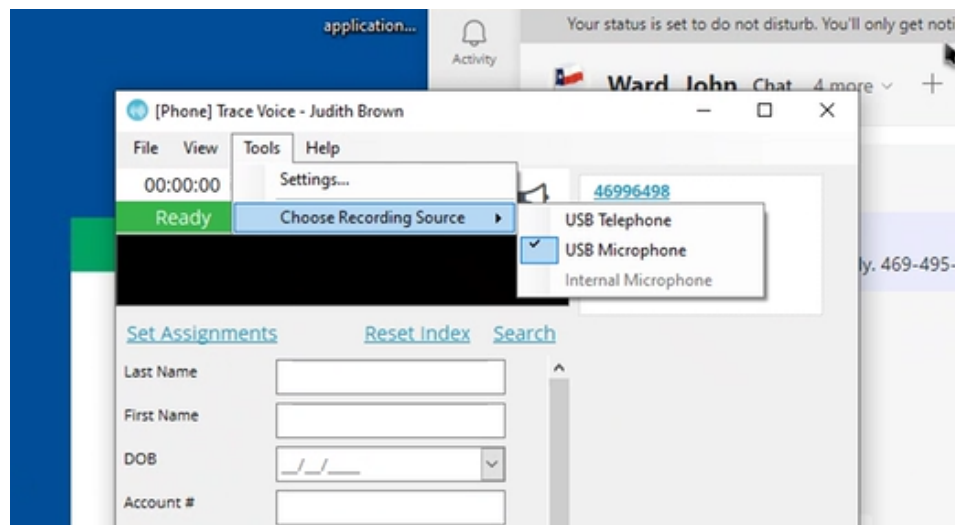 application...
Activity
Your status is set to do not disturb. You'll only get noti
Ward, John Chat 4 more
[Phone] Trace Voice - Judith Brown
File View Tools Help
00:00:00
Settings...
46996498
Ready
Choose Recording Source
USB Telephone
USB Microphone
Internal Microphone
ly. 469-495-
Set Assignments Reset Index Search
Last Name
First Name
DOB
_/_/___
Account #